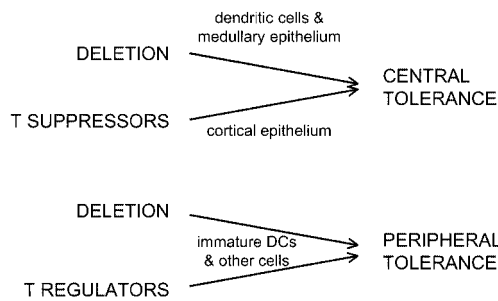 dendritic cells &
medullary epithelium
DELETION
CENTRAL
TOLERANCE
T SUPPRESSORS
cortical epithelium
DELETION
immature DCs
& other cells
PERIPHERAL
TOLERANCE
T REGULATORS